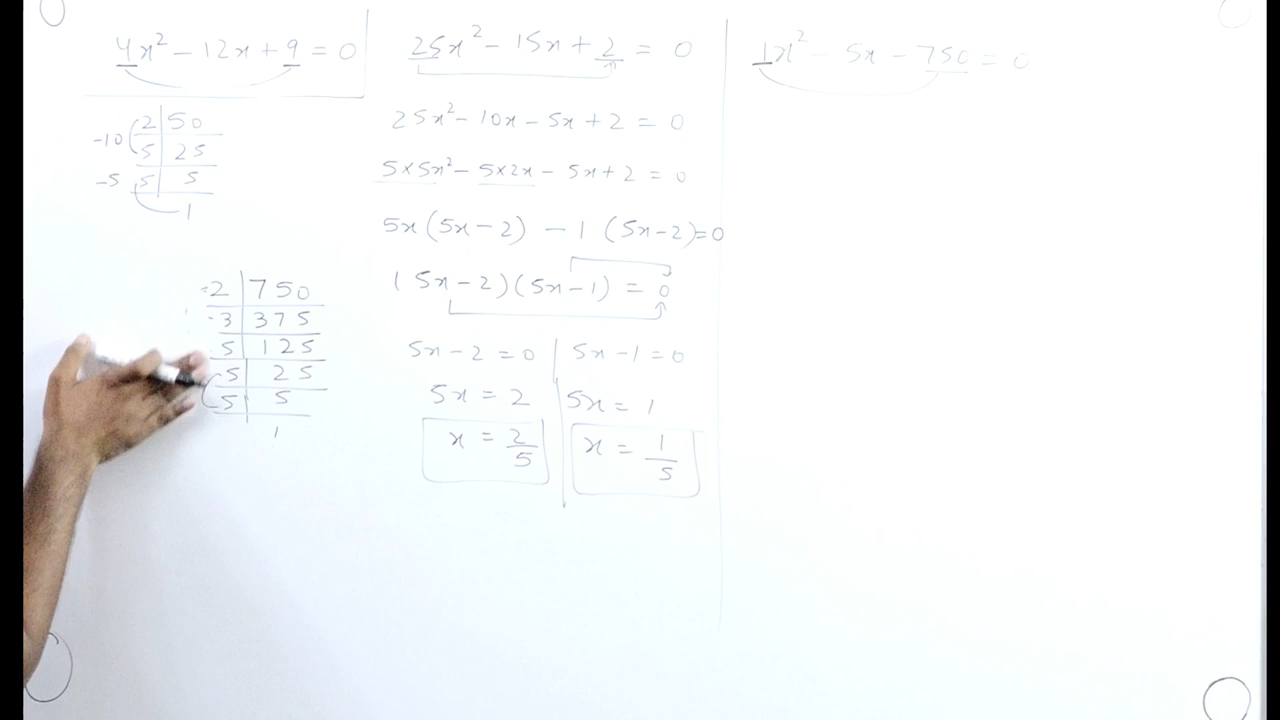 4x² - 12x + 9 = 0
-10 2 | 50
5 | 25
-5 5 | 5
1
2 | 750
3 | 375
5 | 125
5 | 25
5 | 5
1
25x² - 15x + 2 = 0
25x² - 10x - 5x + 2 = 0
5×5x² - 5×2x - 5x + 2 = 0
5x(5x - 2) - 1 (5x - 2) = 0
(5x - 2)(5x - 1) = 0
5x - 2 = 0 | 5x - 1 = 0
5x = 2 | 5x = 1
x = 2/5 | x = 1/5
1x² - 5x - 750 = 0